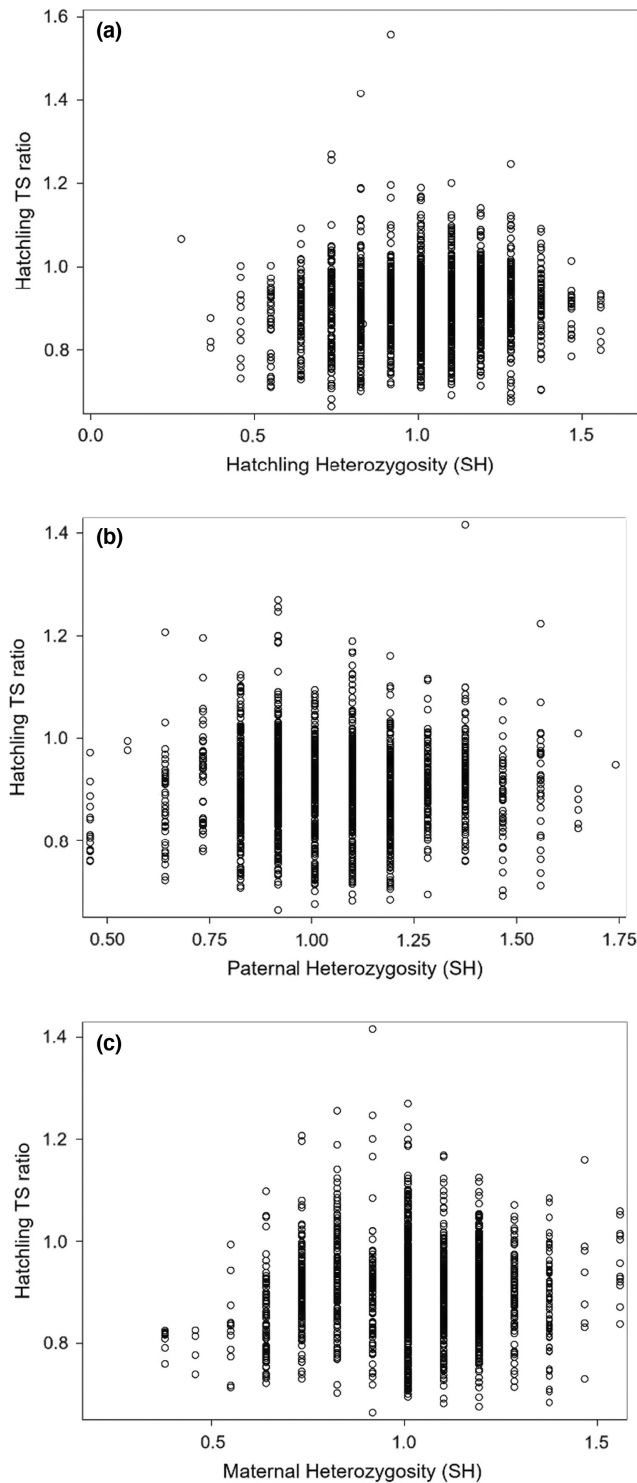 (a)
1.6
1.4
1.2
1.0
0.8
Hatchling TS ratio
0.0 0.5 1.0 1.5
Hatchling Heterozygosity (SH)
(b)
1.4
1.2
1.0
0.8
Hatchling TS ratio
0.50 0.75 1.00 1.25 1.50 1.75
Paternal Heterozygosity (SH)
(c)
1.4
1.2
1.0
0.8
Hatchling TS ratio
0.5 1.0 1.5
Maternal Heterozygosity (SH)